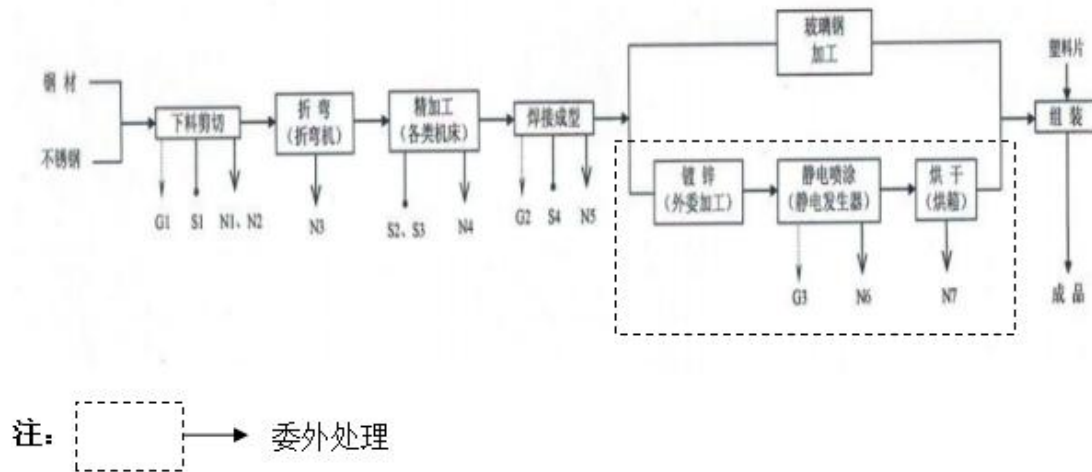 钢 材
不锈钢
下料剪切
G1
S1
N1、N2
折 弯
(折弯机)
N3
精加工
(各类机床)
S2、S3
N4
焊接成型
G2
S4
N5
玻璃钢
加工
镀 锌
(外委加工)
静电喷涂
(静电发生器)
G3
N6
烘 干
(烘箱)
N7
塑料片
组 装
成 品
注：
委外处理